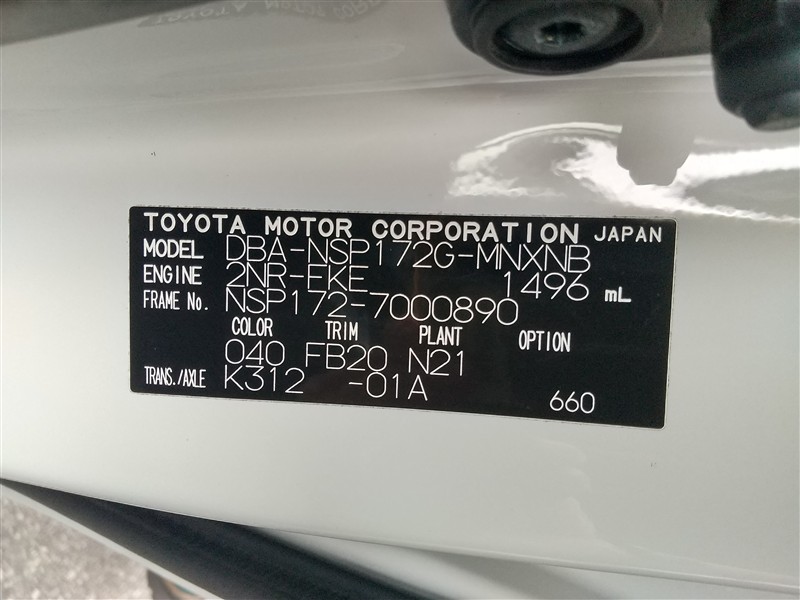 TOYOTA MOTOR CORPORATION JAPAN
MODEL DBA-NSP172G-MNXNB
ENGINE 2NR-FKE 1496 mL
FRAME No. NSP172-7000890
COLOR TRIM PLANT OPTION
040 FB20 N21
TRANS./AXLE K312 -01A
660